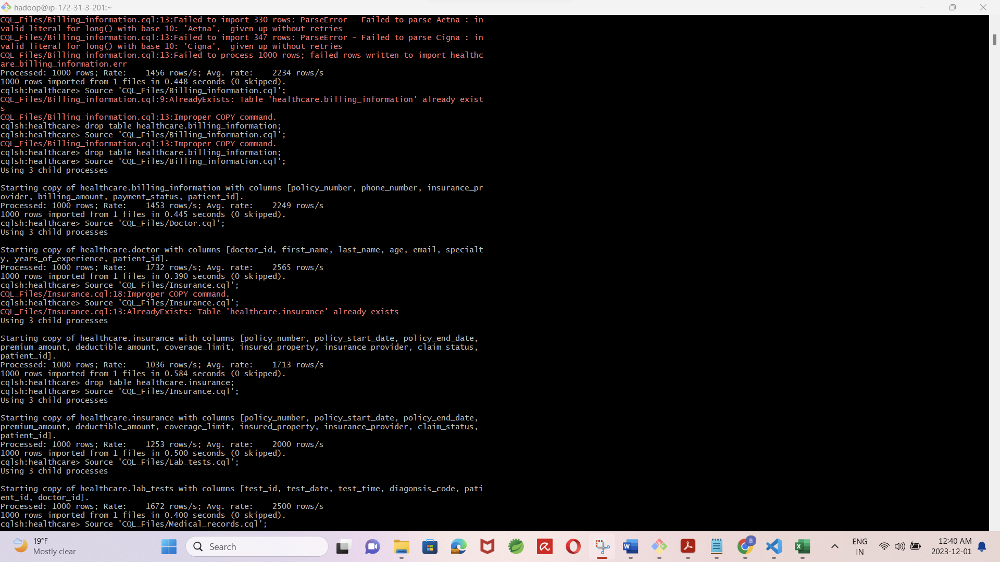 hadoop@ip-172-31-3-201:~
CQL_Files/Billing_information.cql:13:Failed to import 330 rows: ParseError - Failed to parse Aetna : in
valid literal for long() with base 10: 'Aetna',  given up without retries
CQL_Files/Billing_information.cql:13:Failed to import 347 rows: ParseError - Failed to parse Cigna : in
valid literal for long() with base 10: 'Cigna',  given up without retries
CQL_Files/Billing_information.cql:13:Failed to process 1000 rows; failed rows written to import_healthc
are_billing_information.err
Processed: 1000 rows; Rate:    1456 rows/s; Avg. rate:    2234 rows/s
1000 rows imported from 1 files in 0.448 seconds (0 skipped).
cqlsh:healthcare> Source 'CQL_Files/Billing_information.cql';
CQL_Files/Billing_information.cql:9:AlreadyExists: Table 'healthcare.billing_information' already exist
s
CQL_Files/Billing_information.cql:13:Improper COPY command.
cqlsh:healthcare> drop table healthcare.billing_information;
cqlsh:healthcare> Source 'CQL_Files/Billing_information.cql';
CQL_Files/Billing_information.cql:13:Improper COPY command.
cqlsh:healthcare> drop table healthcare.billing_information;
cqlsh:healthcare> Source 'CQL_Files/Billing_information.cql';
Using 3 child processes
Starting copy of healthcare.billing_information with columns [policy_number, phone_number, insurance_pr
ovider, billing_amount, payment_status, patient_id].
Processed: 1000 rows; Rate:    1453 rows/s; Avg. rate:    2249 rows/s
1000 rows imported from 1 files in 0.445 seconds (0 skipped).
cqlsh:healthcare> Source 'CQL_Files/Doctor.cql';
Using 3 child processes
Starting copy of healthcare.doctor with columns [doctor_id, first_name, last_name, age, email, specialt
y, years_of_experience, patient_id].
Processed: 1000 rows; Rate:    1732 rows/s; Avg. rate:    2565 rows/s
1000 rows imported from 1 files in 0.390 seconds (0 skipped).
cqlsh:healthcare> Source 'CQL_Files/Insurance.cql';
CQL_Files/Insurance.cql:18:Improper COPY command.
cqlsh:healthcare> Source 'CQL_Files/Insurance.cql';
CQL_Files/Insurance.cql:13:AlreadyExists: Table 'healthcare.insurance' already exists
Using 3 child processes
Starting copy of healthcare.insurance with columns [policy_number, policy_start_date, policy_end_date,
premium_amount, deductible_amount, coverage_limit, insured_property, insurance_provider, claim_status,
patient_id].
Processed: 1000 rows; Rate:    1036 rows/s; Avg. rate:    1713 rows/s
1000 rows imported from 1 files in 0.584 seconds (0 skipped).
cqlsh:healthcare> drop table healthcare.insurance;
cqlsh:healthcare> Source 'CQL_Files/Insurance.cql';
Using 3 child processes
Starting copy of healthcare.insurance with columns [policy_number, policy_start_date, policy_end_date,
premium_amount, deductible_amount, coverage_limit, insured_property, insurance_provider, claim_status,
patient_id].
Processed: 1000 rows; Rate:    1253 rows/s; Avg. rate:    2000 rows/s
1000 rows imported from 1 files in 0.500 seconds (0 skipped).
cqlsh:healthcare> Source 'CQL_Files/Lab_tests.cql';
Using 3 child processes
Starting copy of healthcare.lab_tests with columns [test_id, test_date, test_time, diagonsis_code, pati
ent_id, doctor_id].
Processed: 1000 rows; Rate:    1672 rows/s; Avg. rate:    2500 rows/s
1000 rows imported from 1 files in 0.400 seconds (0 skipped).
cqlsh:healthcare> Source 'CQL_Files/Medical_records.cql';
19°F
Mostly clear
Search
B
W
X
ENG
IN
12:40 AM
2023-12-01